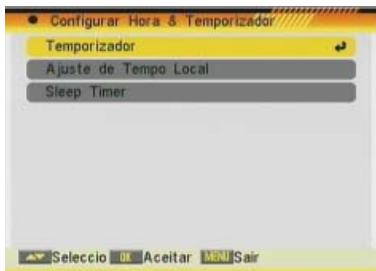 Configurar Hora & Temporizador
Temporizador
Ajuste de Tempo Local
Sleep Timer
Seleccio OK Aceitar MENU Sair